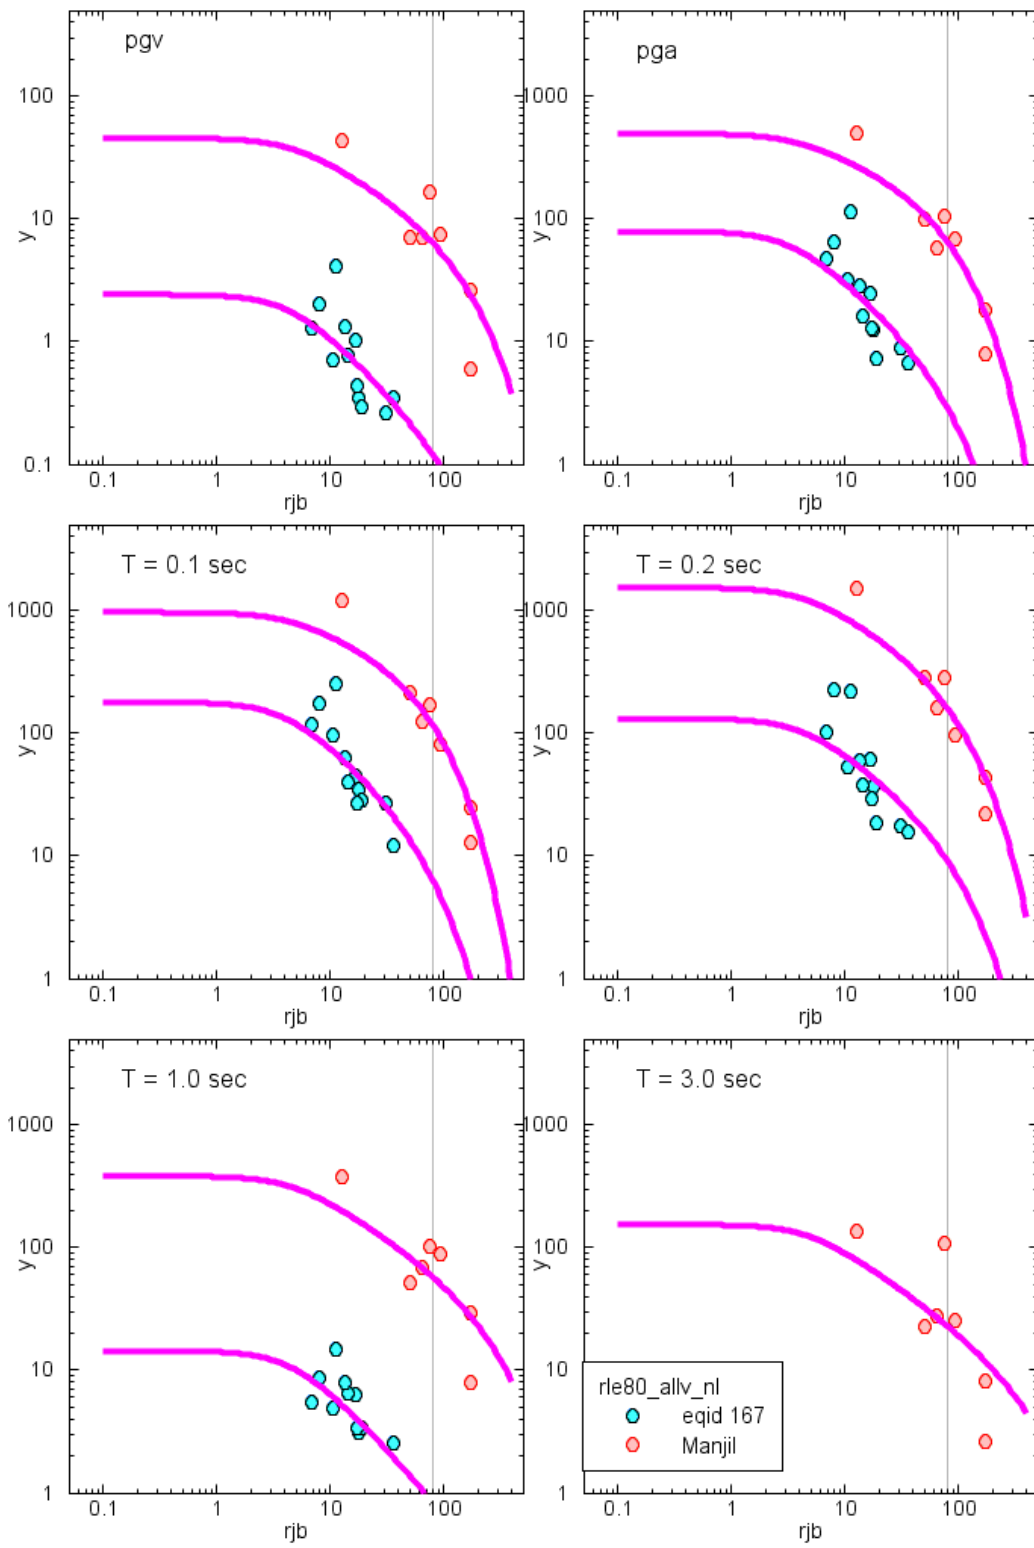 pgv
100
10
1
0.1
y
0.1 1 10 100
rjb
pga
1000
100
10
1
y
0.1 1 10 100
rjb
T = 0.1 sec
1000
100
10
1
y
0.1 1 10 100
rjb
T = 0.2 sec
1000
100
10
1
y
0.1 1 10 100
rjb
T = 1.0 sec
1000
100
10
1
y
0.1 1 10 100
rjb
T = 3.0 sec
1000
100
10
1
y
0.1 1 10 100
rjb
rle80_allv_nl
eqid 167
Manjil